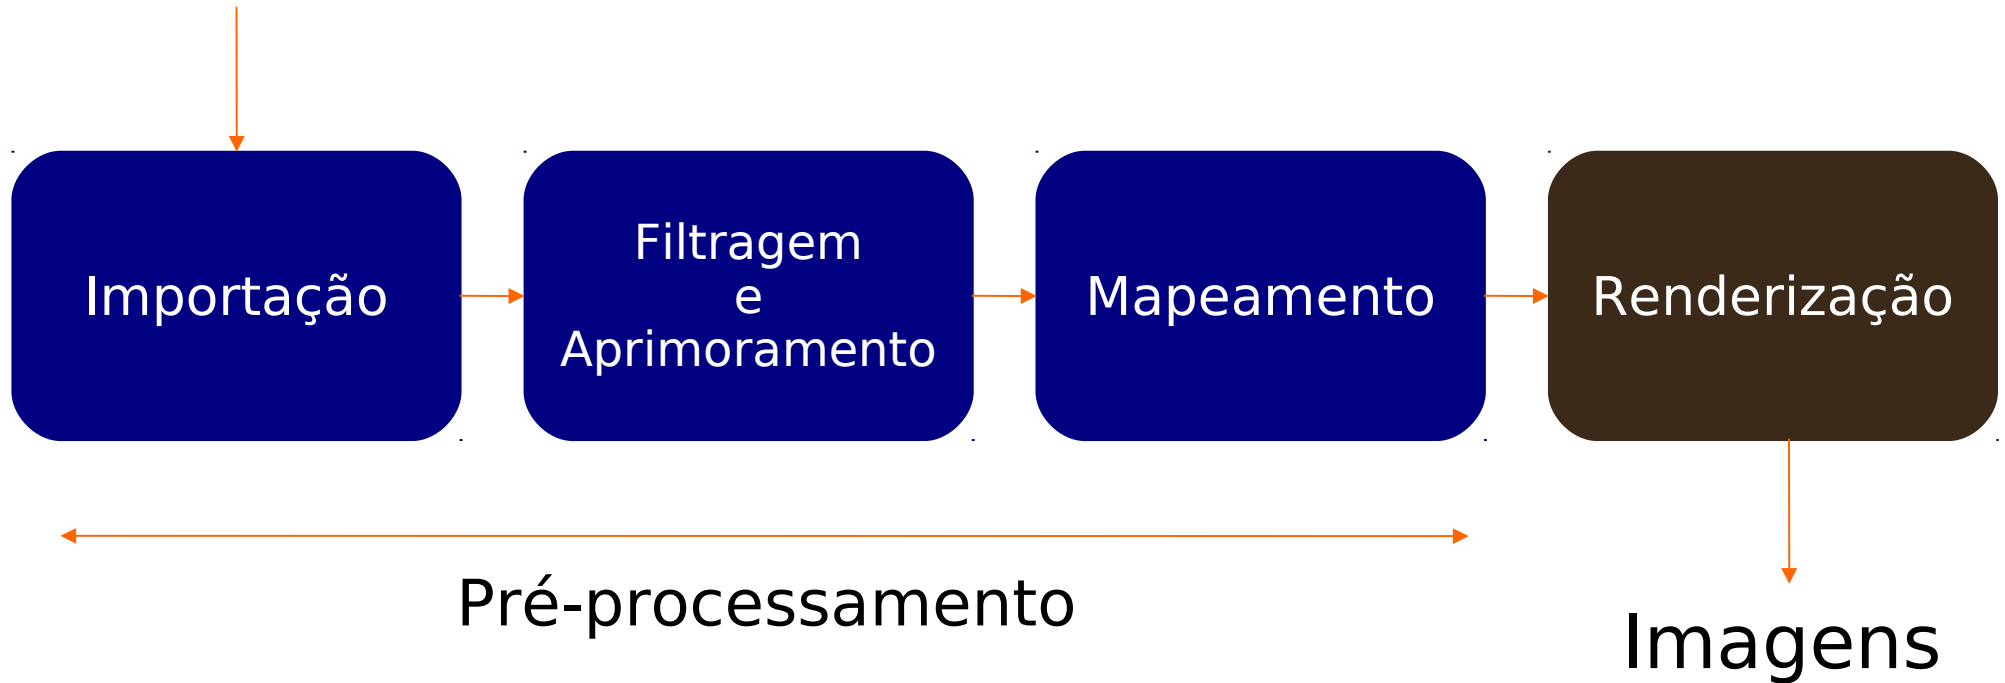 Importação
Filtragem
e
Aprimoramento
Mapeamento
Renderização
Pré-processamento
Imagens